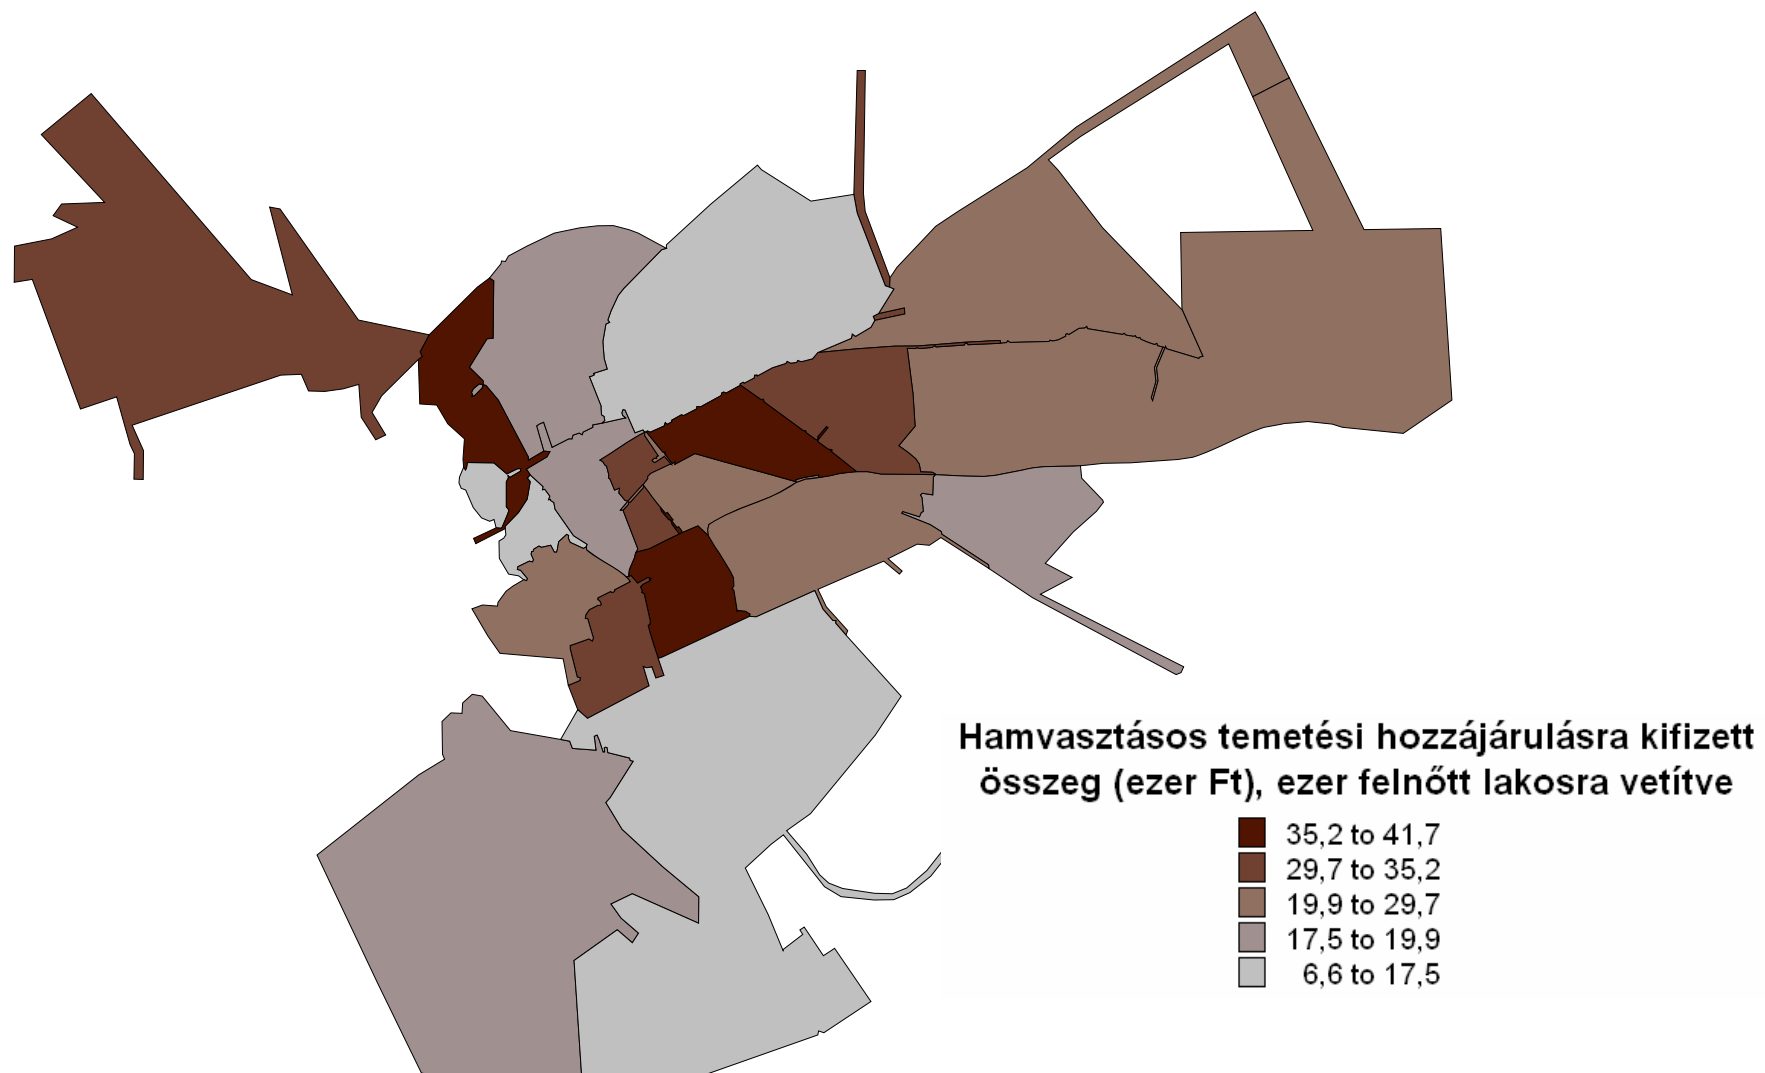 Hamvasztásos temetési hozzájárulásra kifizett
összeg (ezer Ft), ezer felnőtt lakosra vetítve
35,2 to 41,7
29,7 to 35,2
19,9 to 29,7
17,5 to 19,9
6,6 to 17,5